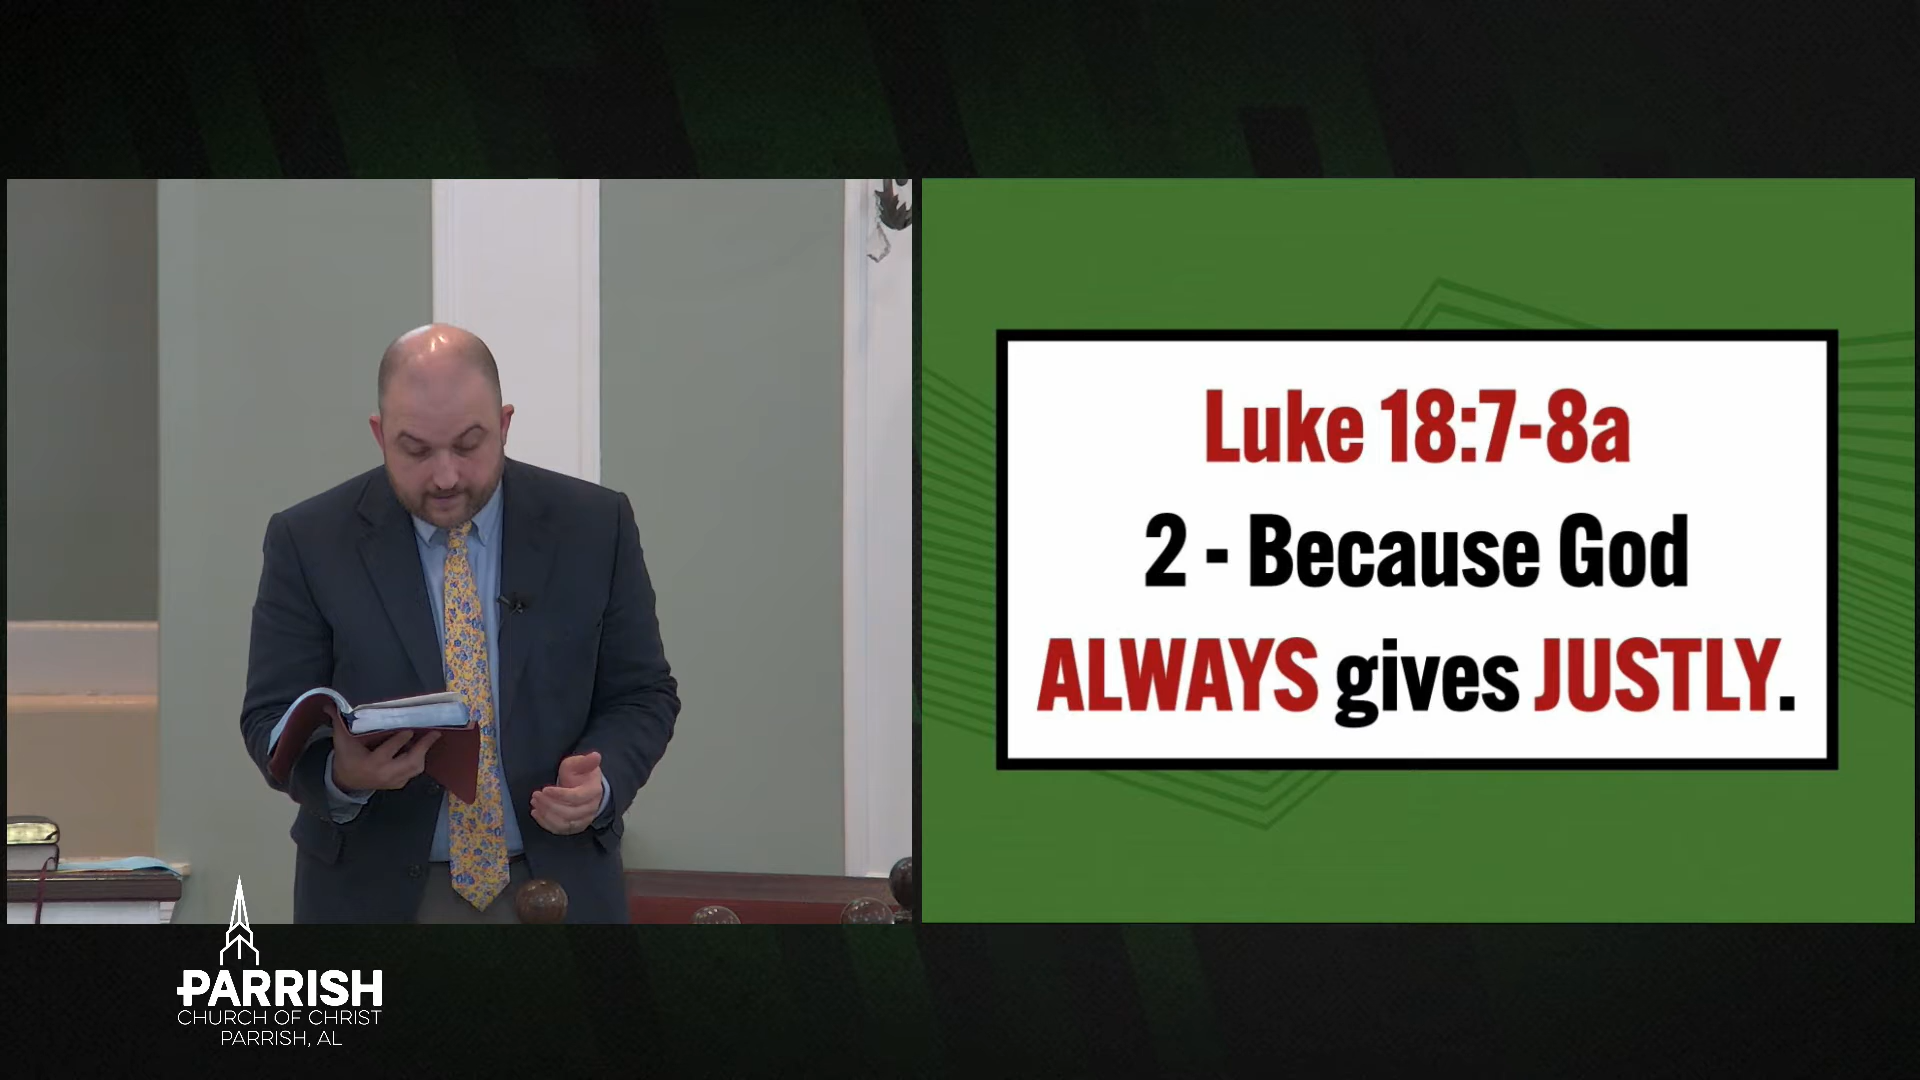 Luke 18:7-8a
2 - Because God
ALWAYS gives JUSTLY.
PARRISH
CHURCH OF CHRIST
PARRISH, AL